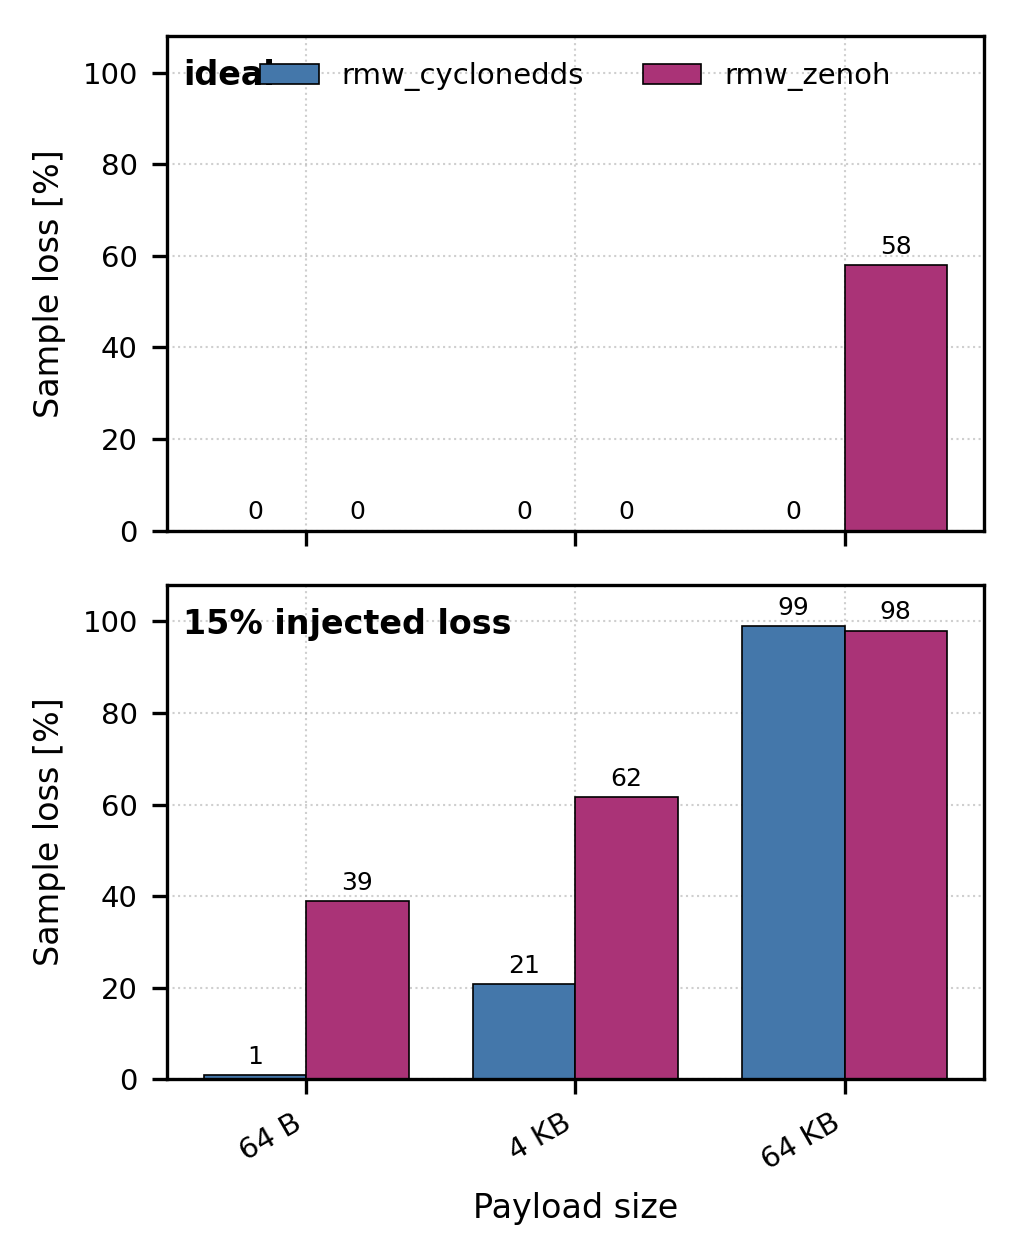 ideal rmw_cyclonedds rmw_zenoh
100
80
60
40
20
0
Sample loss [%]
0 0 0 0 0 58
15% injected loss
100
80
60
40
20
0
Sample loss [%]
1 39 21 62 99 98
64 B 4 KB 64 KB
Payload size